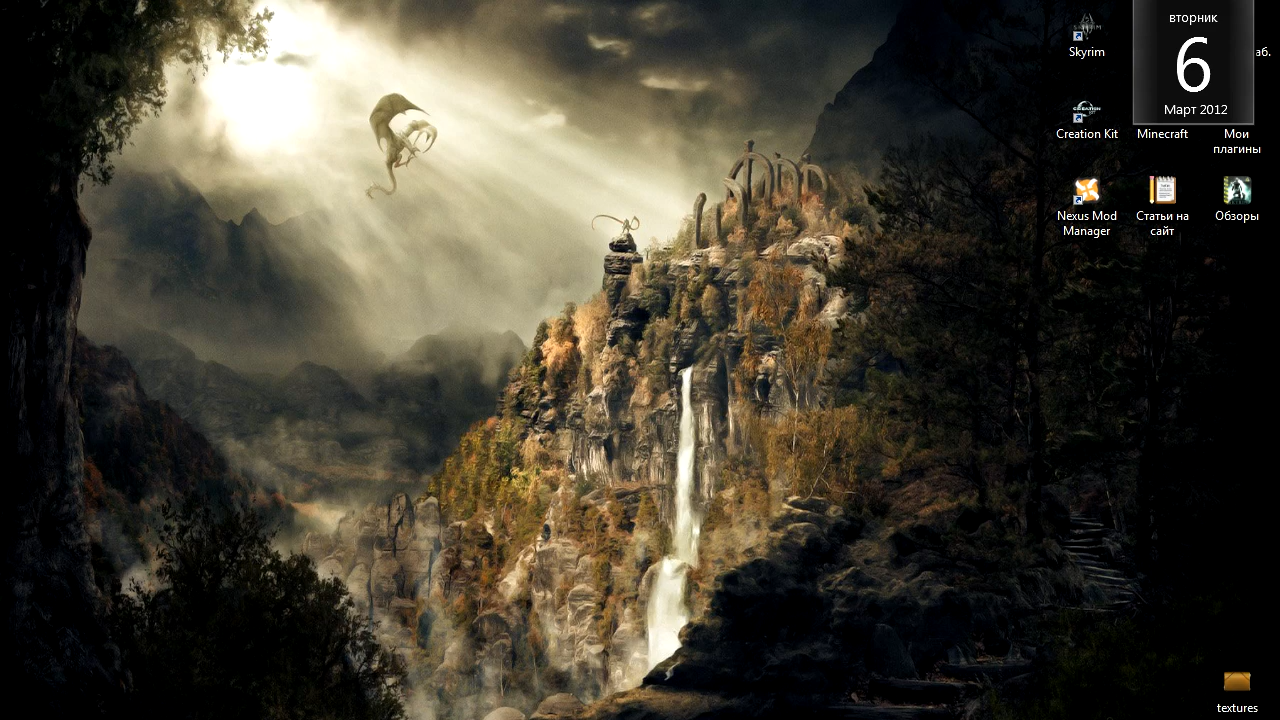 Skyrim
Creation Kit
Nexus Mod
Manager
вторник
6
Март 2012
аб.
Minecraft
Мои
плагины
Статьи на
сайт
Обзоры
textures